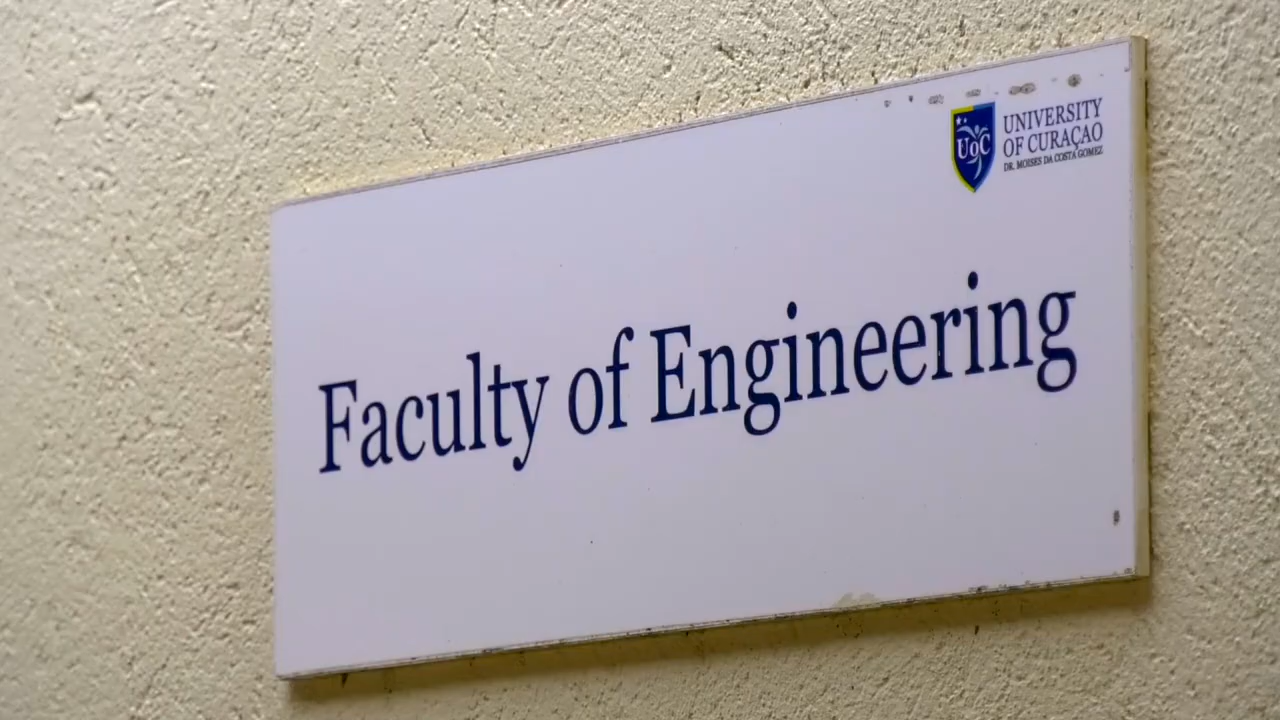 UoC
UNIVERSITY
OF CURAÇAO
DR. MOISES DA COSTA GOMEZ
Faculty of Engineering